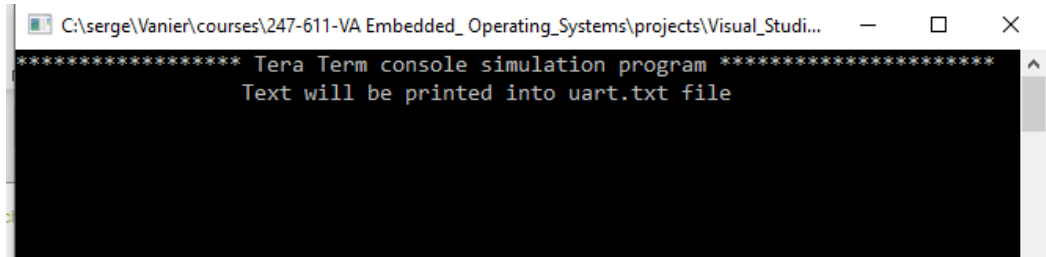 C:\serge\Vanier\courses\247-611-VA Embedded_ Operating_Systems\projects\Visual_Studi...
****************** Tera Term console simulation program **********************
Text will be printed into uart.txt file